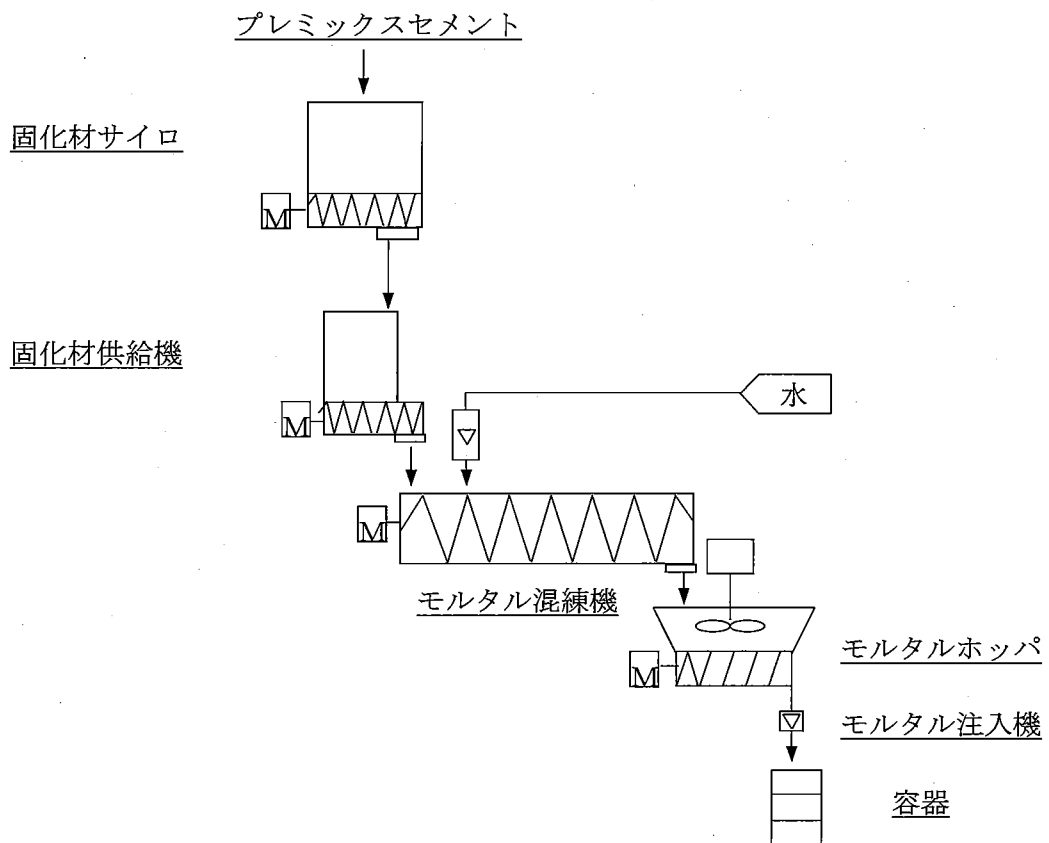 プレミックスセメント
固化材サイロ
M
固化材供給機
水
M
M
モルタル混練機
モルタルホッパ
M
モルタル注入機
容器